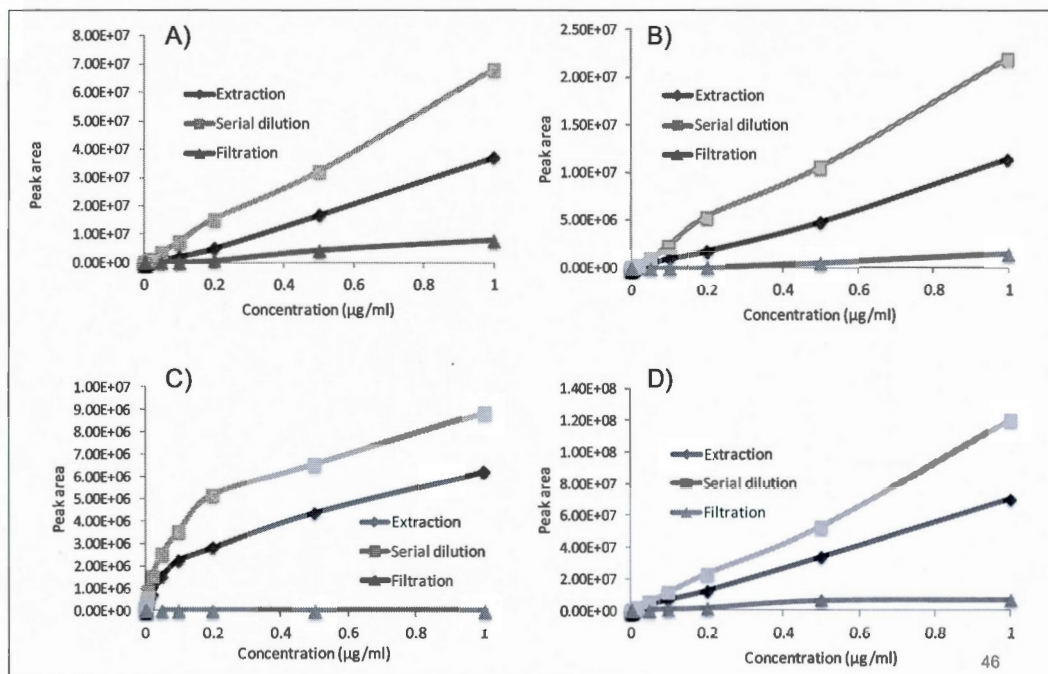 A)
8.00E+07
7.00E+07
6.00E+07
5.00E+07
4.00E+07
3.00E+07
2.00E+07
1.00E+07
0.00E+00
Peak area
Extraction
Serial dilution
Filtration
0 0.2 0.4 0.6 0.8 1
Concentration (µg/ml)
B)
2.50E+07
2.00E+07
1.50E+07
1.00E+07
5.00E+06
0.00E+00
Peak area
Extraction
Serial dilution
Filtration
0 0.2 0.4 0.6 0.8 1
Concentration (µg/ml)
C)
1.00E+07
9.00E+06
8.00E+06
7.00E+06
6.00E+06
5.00E+06
4.00E+06
3.00E+06
2.00E+06
1.00E+06
0.00E+00
Peak area
Extraction
Serial dilution
Filtration
0 0.2 0.4 0.6 0.8 1
Concentration (µg/ml)
D)
1.40E+08
1.20E+08
1.00E+08
8.00E+07
6.00E+07
4.00E+07
2.00E+07
0.00E+00
Peak area
Extraction
Serial dilution
Filtration
0 0.2 0.4 0.6 0.8 1
Concentration (µg/ml)
46